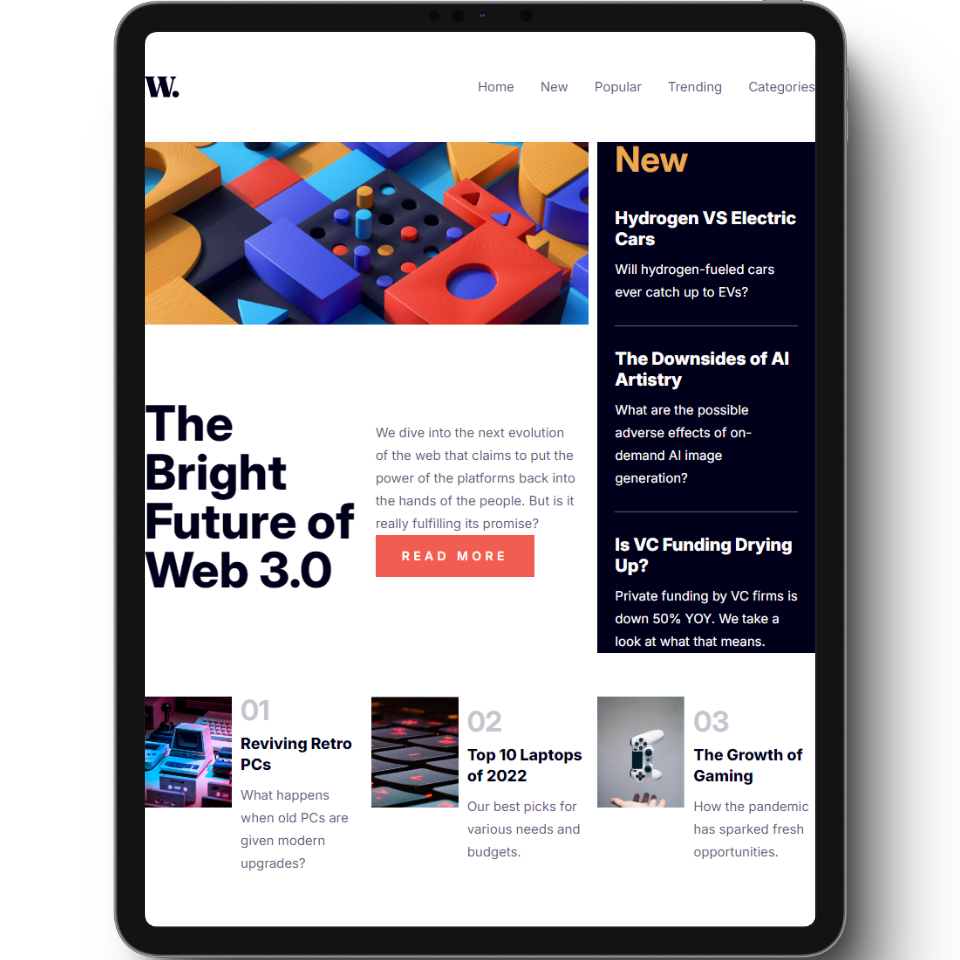 W.
Home New Popular Trending Categories
The
Bright
Future of
Web 3.0
We dive into the next evolution
of the web that claims to put the
power of the platforms back into
the hands of the people. But is it
really fulfilling its promise?
READ MORE
New
Hydrogen VS Electric
Cars
Will hydrogen-fueled cars
ever catch up to EVs?
The Downsides of AI
Artistry
What are the possible
adverse effects of on-
demand AI image
generation?
Is VC Funding Drying
Up?
Private funding by VC firms is
down 50% YOY. We take a
look at what that means.
01
Reviving Retro
PCs
What happens
when old PCs are
given modern
upgrades?
02
Top 10 Laptops
of 2022
Our best picks for
various needs and
budgets.
03
The Growth of
Gaming
How the pandemic
has sparked fresh
opportunities.